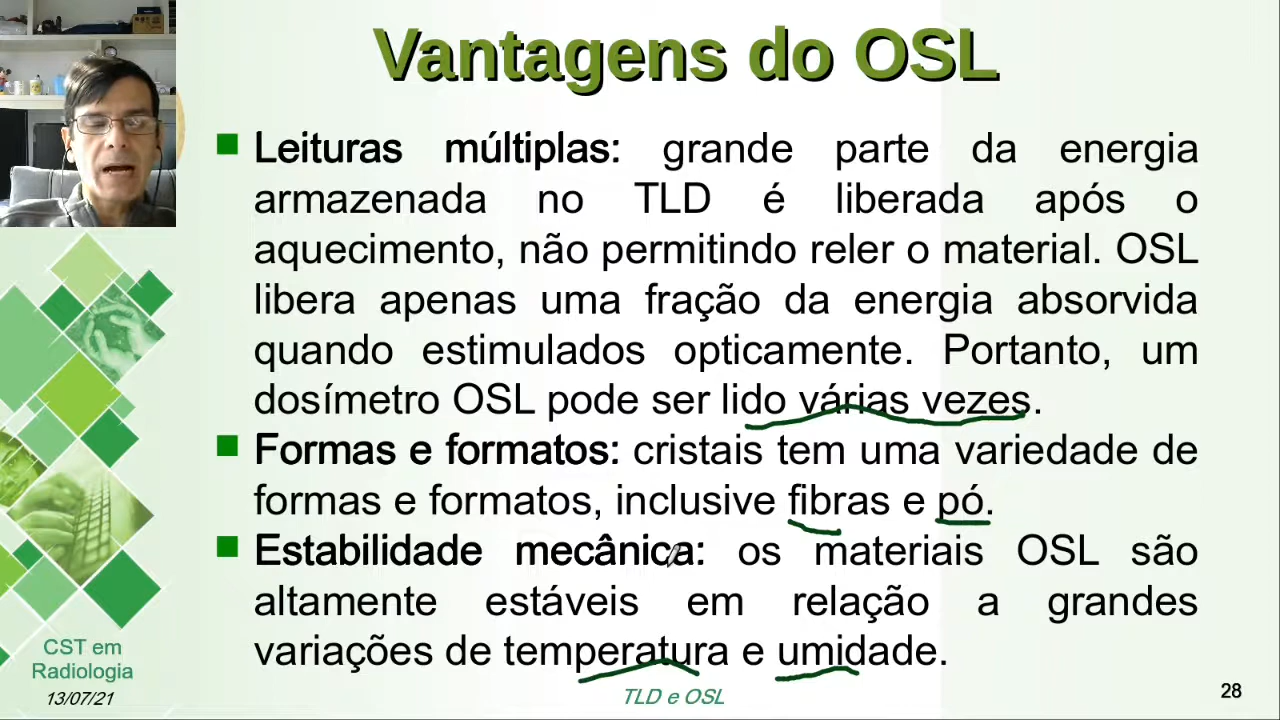 Vantagens do OSL
Leituras múltiplas: grande parte da energia
armazenada no TLD é liberada após o
aquecimento, não permitindo reler o material. OSL
libera apenas uma fração da energia absorvida
quando estimulados opticamente. Portanto, um
dosímetro OSL pode ser lido várias vezes.
Formas e formatos: cristais tem uma variedade de
formas e formatos, inclusive fibras e pó.
Estabilidade mecânica: os materiais OSL são
altamente estáveis em relação a grandes
variações de temperatura e umidade.
CST em
Radiologia
13/07/21
TLD e OSL
28